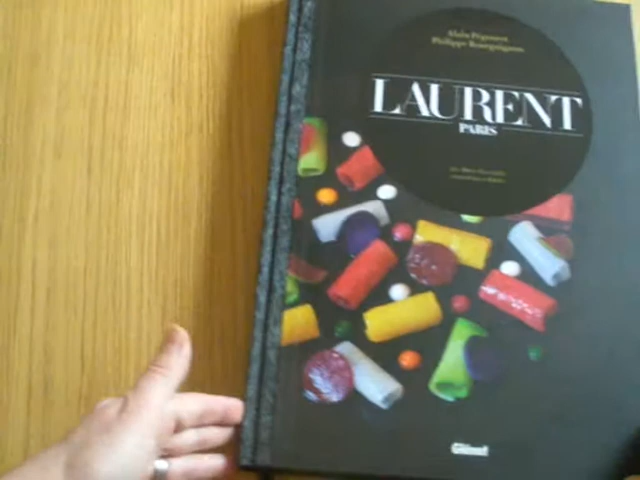 Alain Pégouret
Philippe Bourguignon
LAURENT
PARIS
Glénat